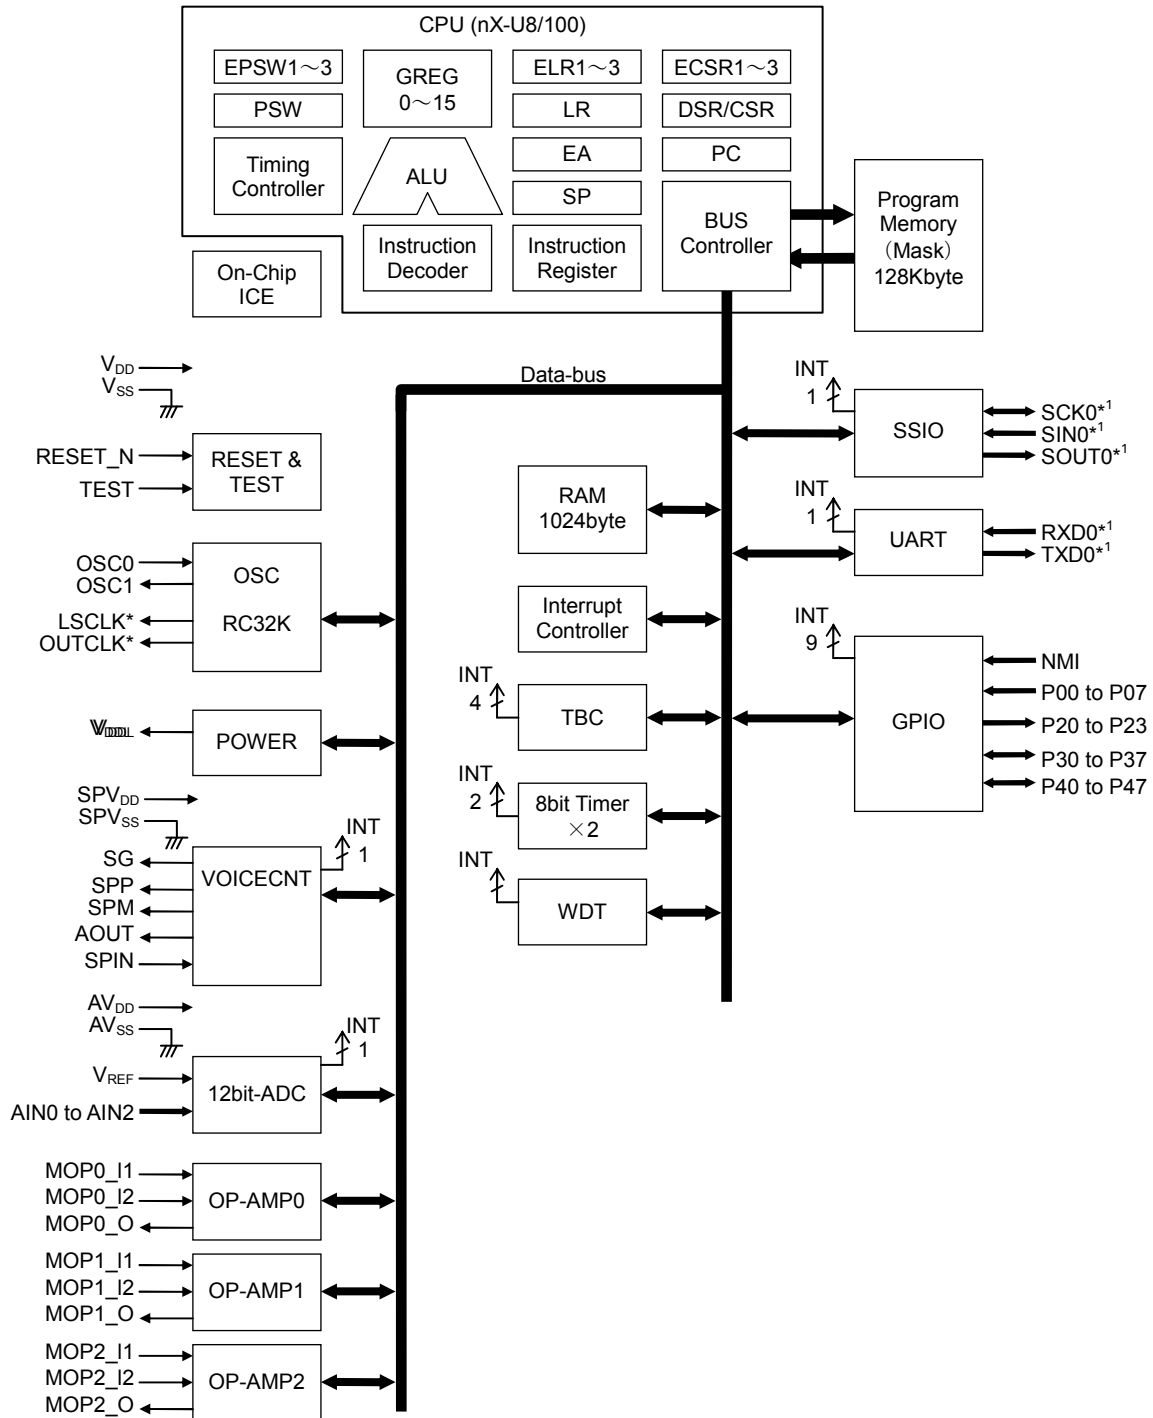 CPU (nX-U8/100)
EPSW1～3
GREG
0～15
ELR1～3
ECSR1～3
PSW
LR
DSR/CSR
Timing
Controller
ALU
EA
PC
SP
BUS
Controller
Instruction
Decoder
Instruction
Register
On-Chip
ICE
Program
Memory
（Mask）
128Kbyte
VDD
VSS
Data-bus
RESET_N
TEST
RESET &
TEST
OSC0
OSC1
LSCLK*
OUTCLK*
OSC
RC32K
POWER
SPVDD
SPVSS
SG
SPP
SPM
AOUT
SPIN
VOICECNT
INT
1
AVDD
AVSS
VREF
AIN0 to AIN2
12bit-ADC
INT
1
MOP0_I1
MOP0_I2
MOP0_O
OP-AMP0
MOP1_I1
MOP1_I2
MOP1_O
OP-AMP1
MOP2_I1
MOP2_I2
MOP2_O
OP-AMP2
RAM
1024byte
Interrupt
Controller
INT
4
TBC
INT
2
8bit Timer
×2
INT
WDT
INT
1
SSIO
SCK0*1
SIN0*1
SOUT0*1
INT
1
UART
RXD0*1
TXD0*1
INT
9
GPIO
NMI
P00 to P07
P20 to P23
P30 to P37
P40 to P47